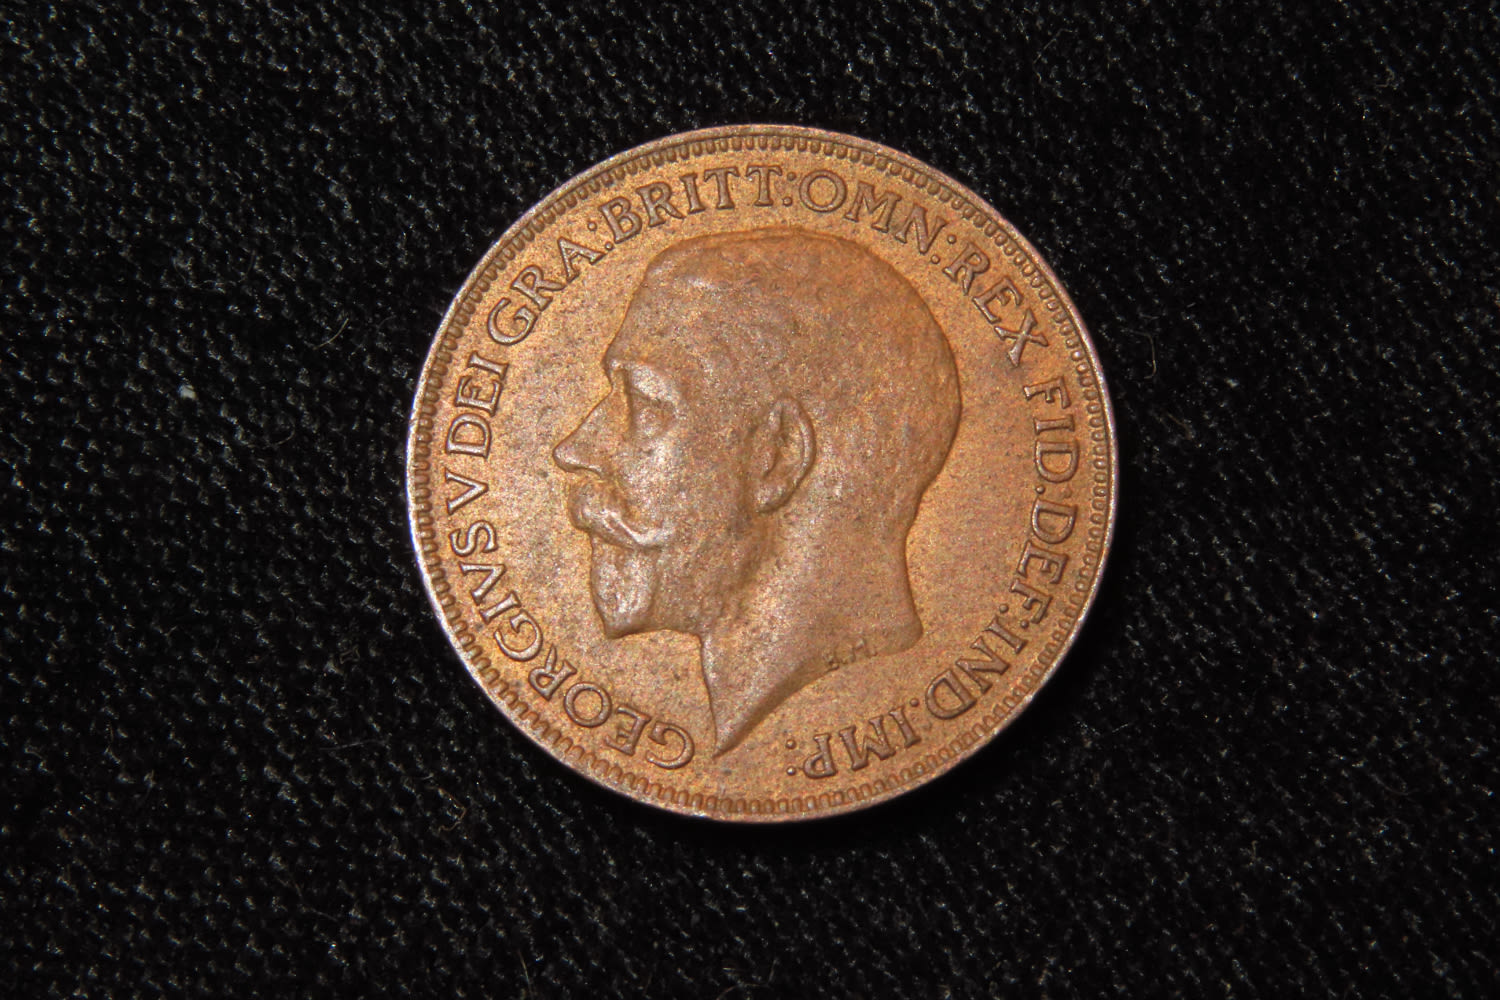 GEORGIVS V DEI GRA: BRITT: OMN: REX FID: DEF: IND: IMP:
B.M.